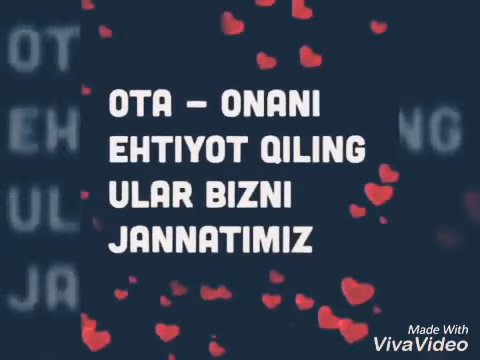 OTA – ONANI
EHTIYOT QILING
ULAR BIZNI
JANNATIMIZ
Made With
VivaVideo